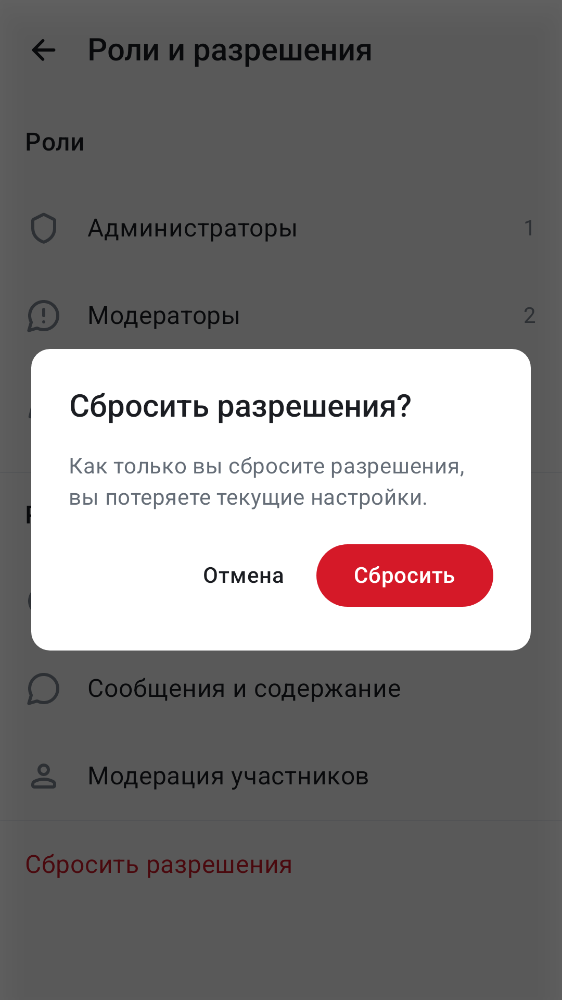 Роли и разрешения
Роли
Администраторы 1
Модераторы 2
Сбросить разрешения?
Как только вы сбросите разрешения,
вы потеряете текущие настройки.
Отмена Сбросить
Сообщения и содержание
Модерация участников
Сбросить разрешения